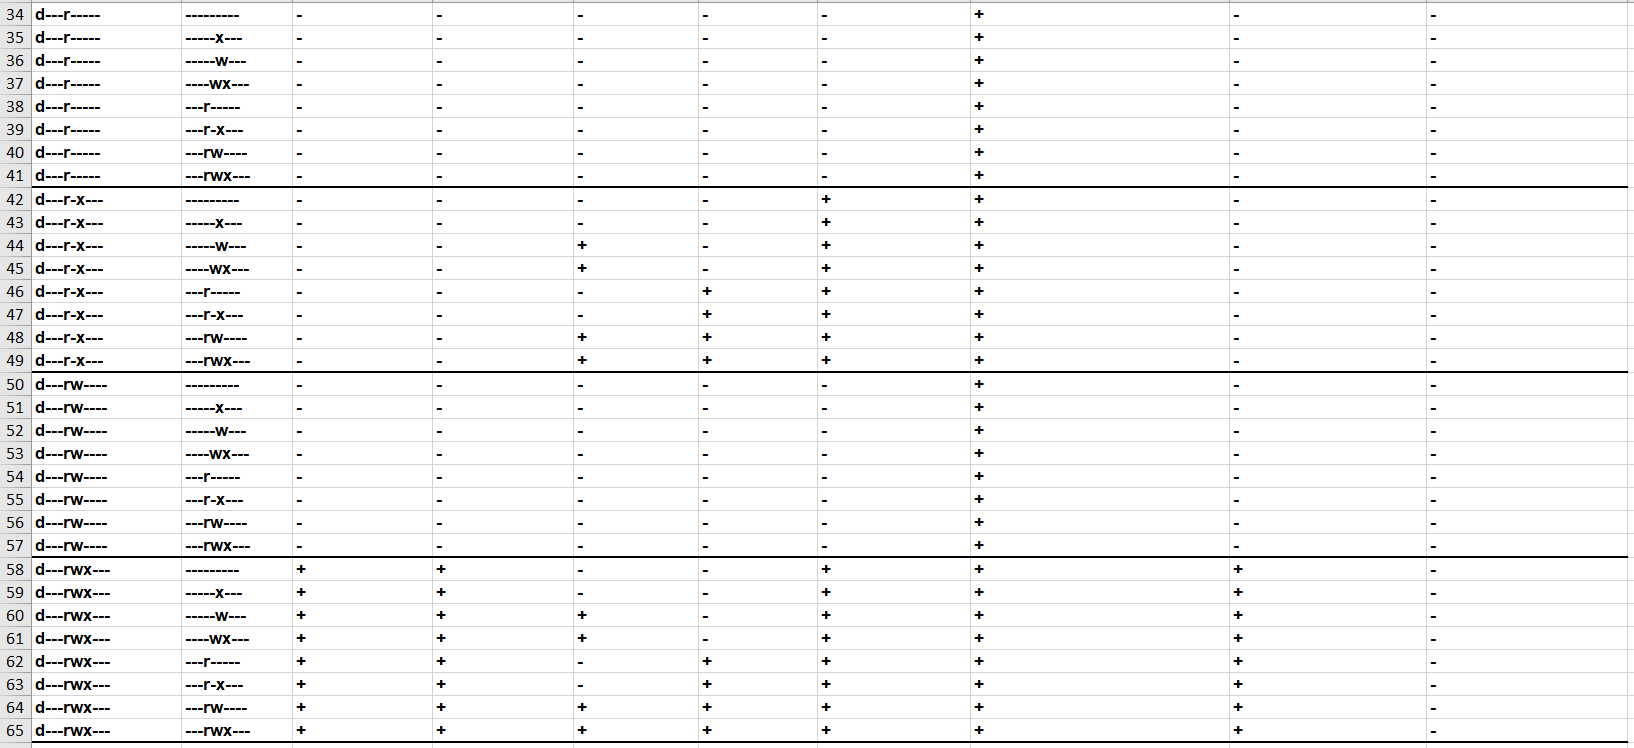 34 d---r----- --------- - - - - - + - -
35 d---r----- -----x--- - - - - - + - -
36 d---r----- -----w--- - - - - - + - -
37 d---r----- ----wx--- - - - - - + - -
38 d---r----- ---r----- - - - - - + - -
39 d---r----- ---r-x--- - - - - - + - -
40 d---r----- ---rw---- - - - - - + - -
41 d---r----- ---rwx--- - - - - - + - -
42 d---r-x--- --------- - - - - + + - -
43 d---r-x--- -----x--- - - - - + + - -
44 d---r-x--- -----w--- - - + - + + - -
45 d---r-x--- ----wx--- - - + - + + - -
46 d---r-x--- ---r----- - - - + + + - -
47 d---r-x--- ---r-x--- - - - + + + - -
48 d---r-x--- ---rw---- - - + + + + - -
49 d---r-x--- ---rwx--- - - + + + + - -
50 d---rw---- --------- - - - - - + - -
51 d---rw---- -----x--- - - - - - + - -
52 d---rw---- -----w--- - - - - - + - -
53 d---rw---- ----wx--- - - - - - + - -
54 d---rw---- ---r----- - - - - - + - -
55 d---rw---- ---r-x--- - - - - - + - -
56 d---rw---- ---rw---- - - - - - + - -
57 d---rw---- ---rwx--- - - - - - + - -
58 d---rwx--- --------- + + - - + + + -
59 d---rwx--- -----x--- + + - - + + + -
60 d---rwx--- -----w--- + + + - + + + -
61 d---rwx--- ----wx--- + + + - + + + -
62 d---rwx--- ---r----- + + - + + + + -
63 d---rwx--- ---r-x--- + + - + + + + -
64 d---rwx--- ---rw---- + + + + + + + -
65 d---rwx--- ---rwx--- + + + + + + + -